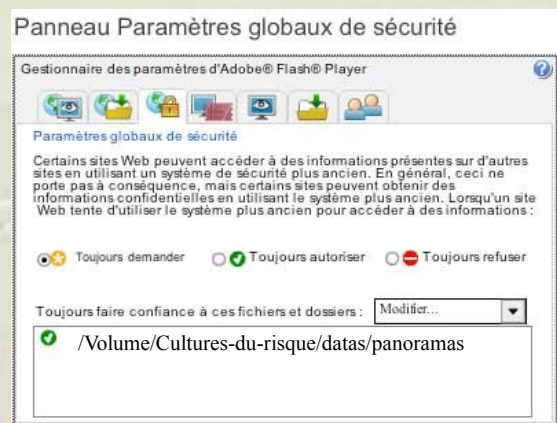 Panneau Paramètres globaux de sécurité
Gestionnaire des paramètres d'Adobe® Flash® Player
Paramètres globaux de sécurité
Certains sites Web peuvent accéder à des informations présentes sur d'autres
sites en utilisant un système de sécurité plus ancien. En général, ceci ne
porte pas à conséquence, mais certains sites peuvent obtenir des
informations confidentielles en utilisant le système plus ancien. Lorsqu'un site
Web tente d'utiliser le système plus ancien pour accéder à des informations :
Toujours demander Toujours autoriser Toujours refuser
Toujours faire confiance à ces fichiers et dossiers : Modifier...
/Volume/Cultures-du-risque/datas/panoramas